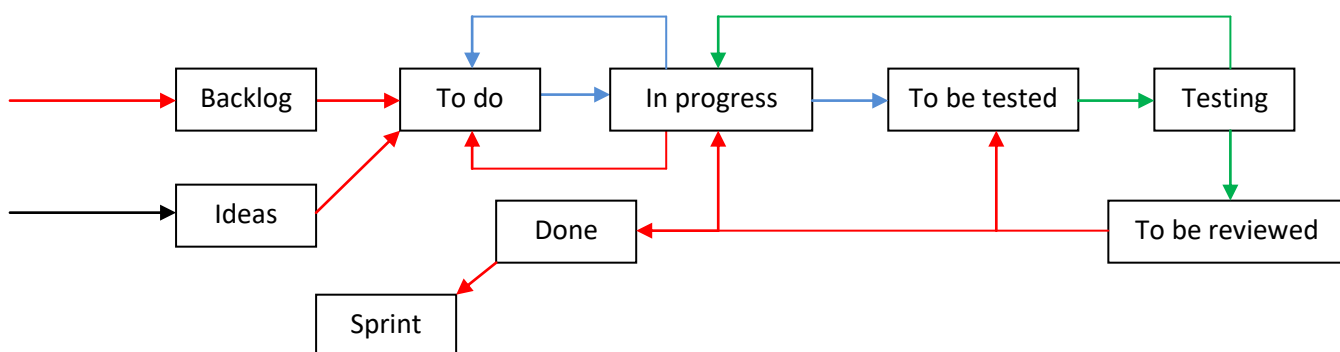 Backlog
To do
In progress
To be tested
Testing
Ideas
Done
To be reviewed
Sprint